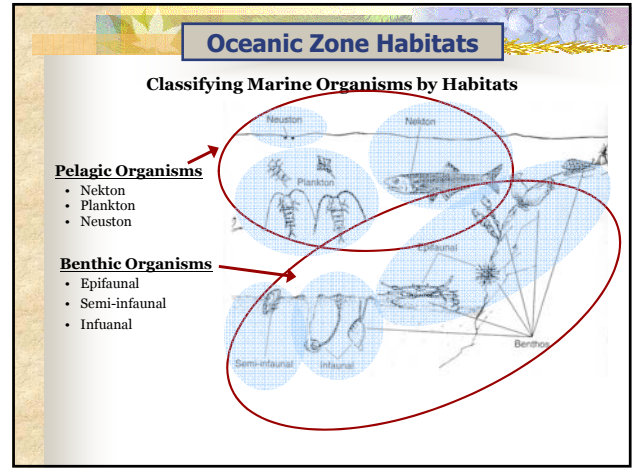 Oceanic Zone Habitats
Classifying Marine Organisms by Habitats
Neuston
Nekton
Pelagic Organisms
• Nekton
• Plankton
• Neuston
Plankton
Benthic Organisms
• Epifaunal
• Semi-infaunal
• Infuanal
Epifaunal
Semi-infaunal
Infaunal
Benthos